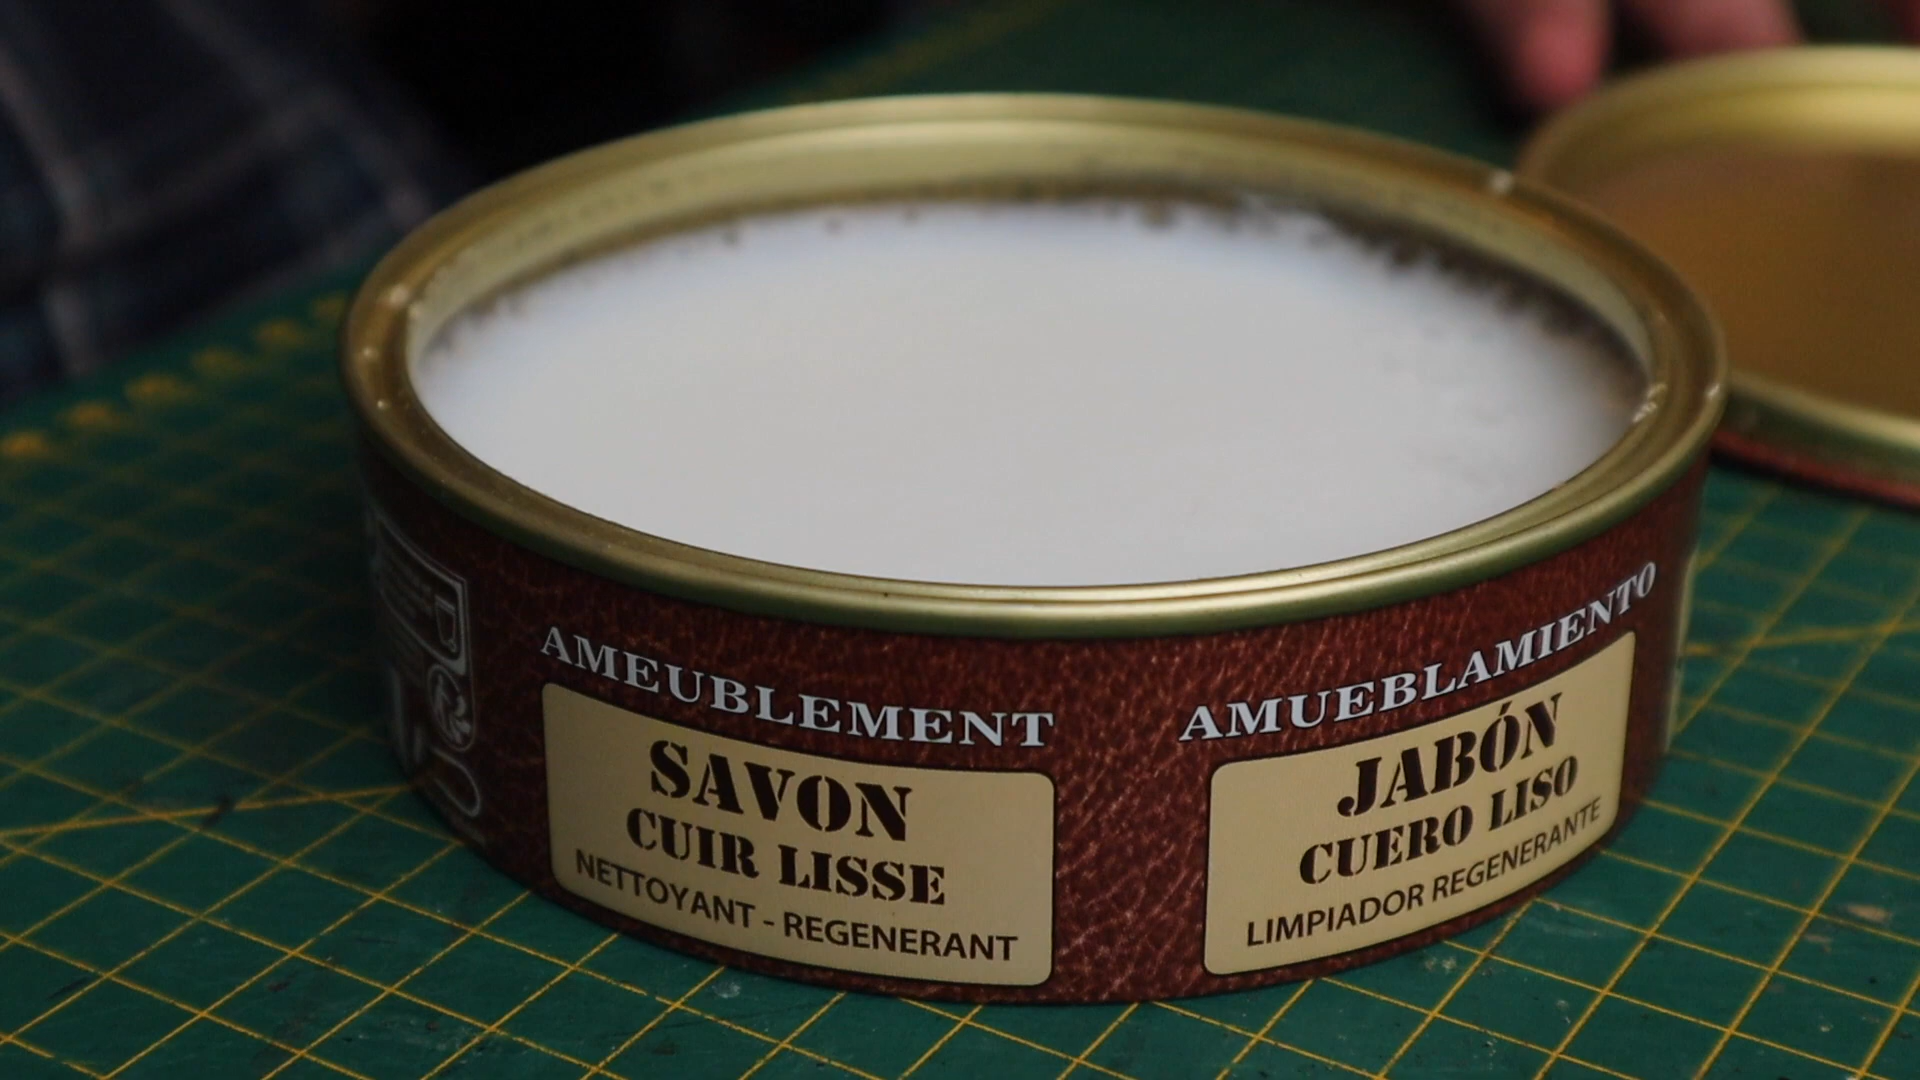 AMEUBLEMENT
SAVON
CUIR LISSE
NETTOYANT - REGENERANT
AMUEBLAMIENTO
JABÓN
CUERO LISO
LIMPIADOR REGENERANTE